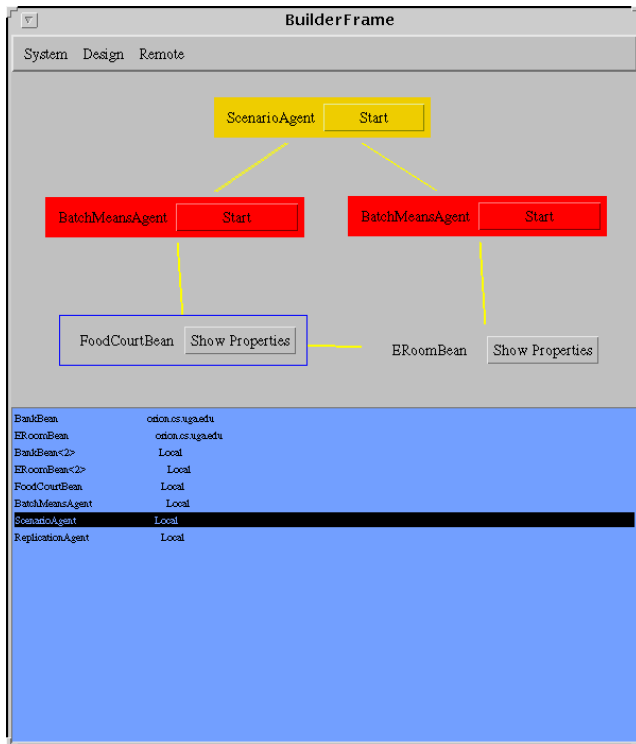 BuilderFrame
System Design Remote
ScenarioAgent Start
BatchMeansAgent Start
BatchMeansAgent Start
FoodCourtBean Show Properties
ERoomBean Show Properties
BankBean orion.cs.uga.edu
ERoomBean orion.cs.uga.edu
BankBean<2> Local
ERoomBean<2> Local
FoodCourtBean Local
BatchMeansAgent Local
ScenarioAgent Local
ReplicationAgent Local